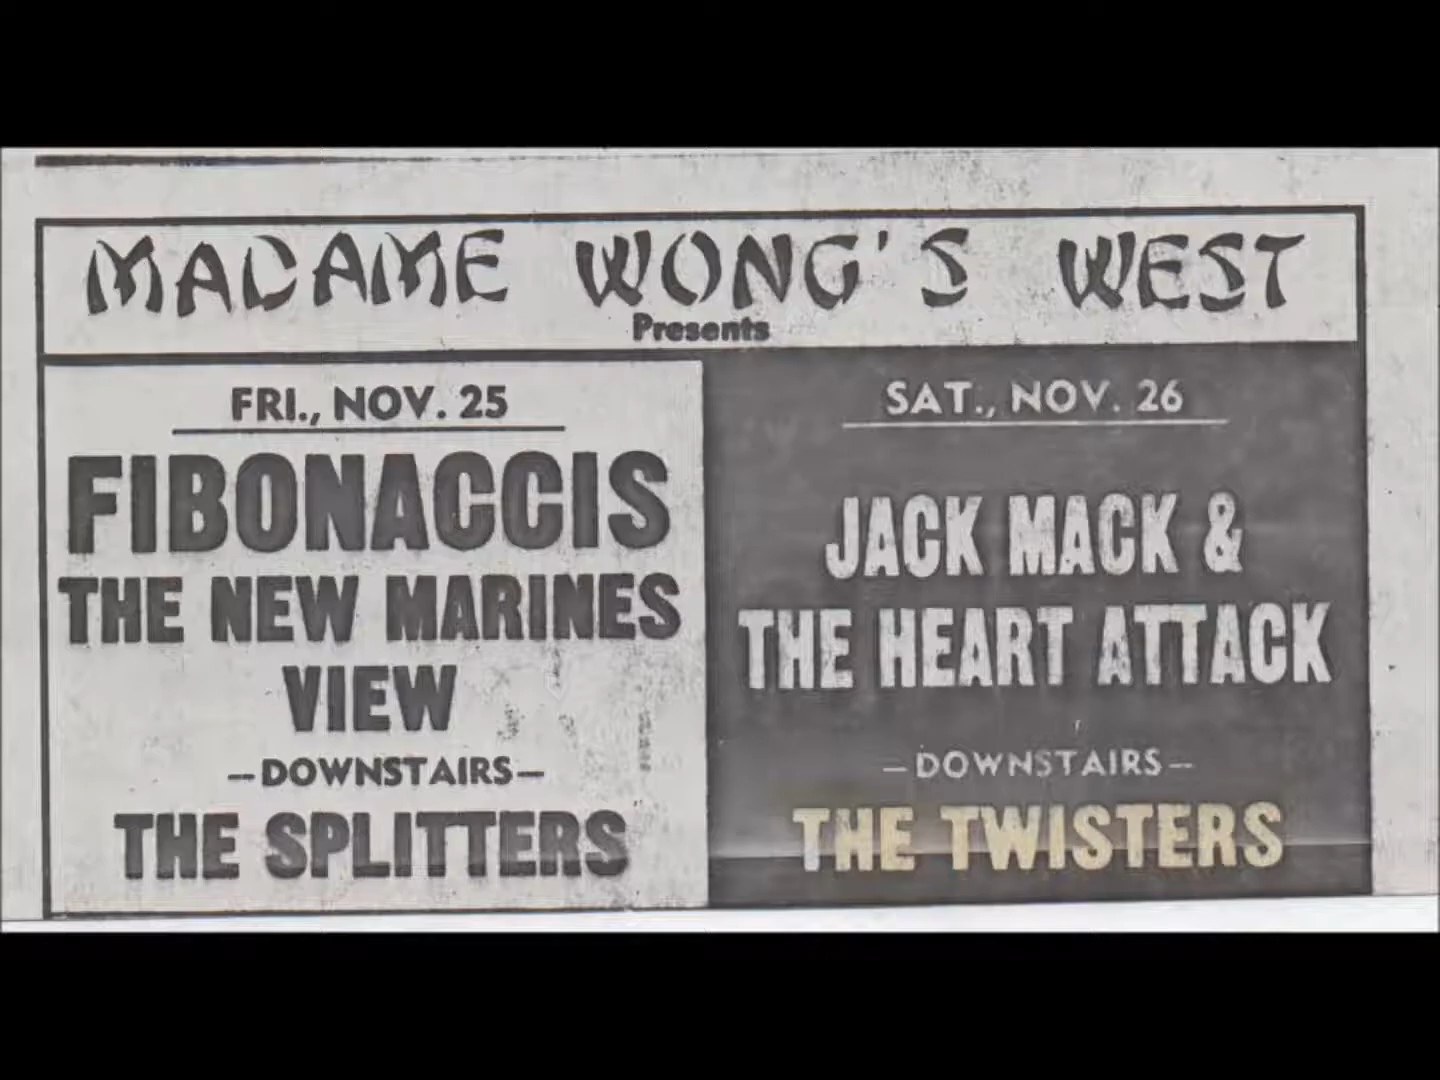 MADAME WONG'S WEST
Presents
FRI., NOV. 25
FIBONACCIS
THE NEW MARINES
VIEW
—DOWNSTAIRS—
THE SPLITTERS
SAT., NOV. 26
JACK MACK &
THE HEART ATTACK
—DOWNSTAIRS—
THE TWISTERS